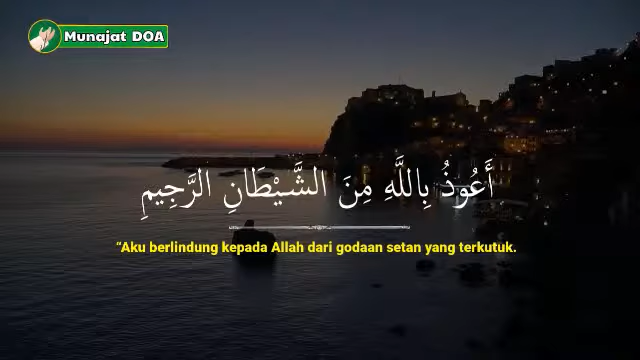 Munajat DOA
أَعُوذُ بِاللَّهِ مِنَ الشَّيْطَانِ الرَّجِيمِ
“Aku berlindung kepada Allah dari godaan setan yang terkutuk.